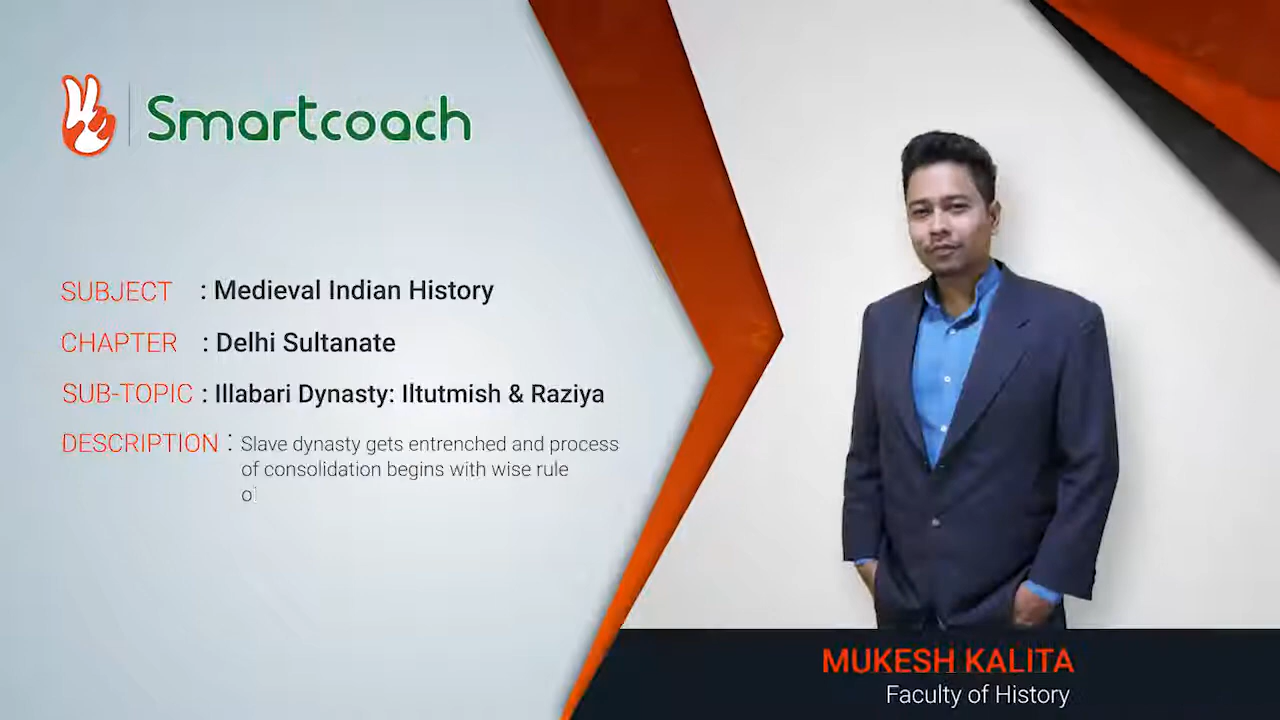 Smartcoach
SUBJECT : Medieval Indian History
CHAPTER : Delhi Sultanate
SUB-TOPIC : Illabari Dynasty: Iltutmish & Raziya
DESCRIPTION : Slave dynasty gets entrenched and process
of consolidation begins with wise rule
MUKESH KALITA
Faculty of History